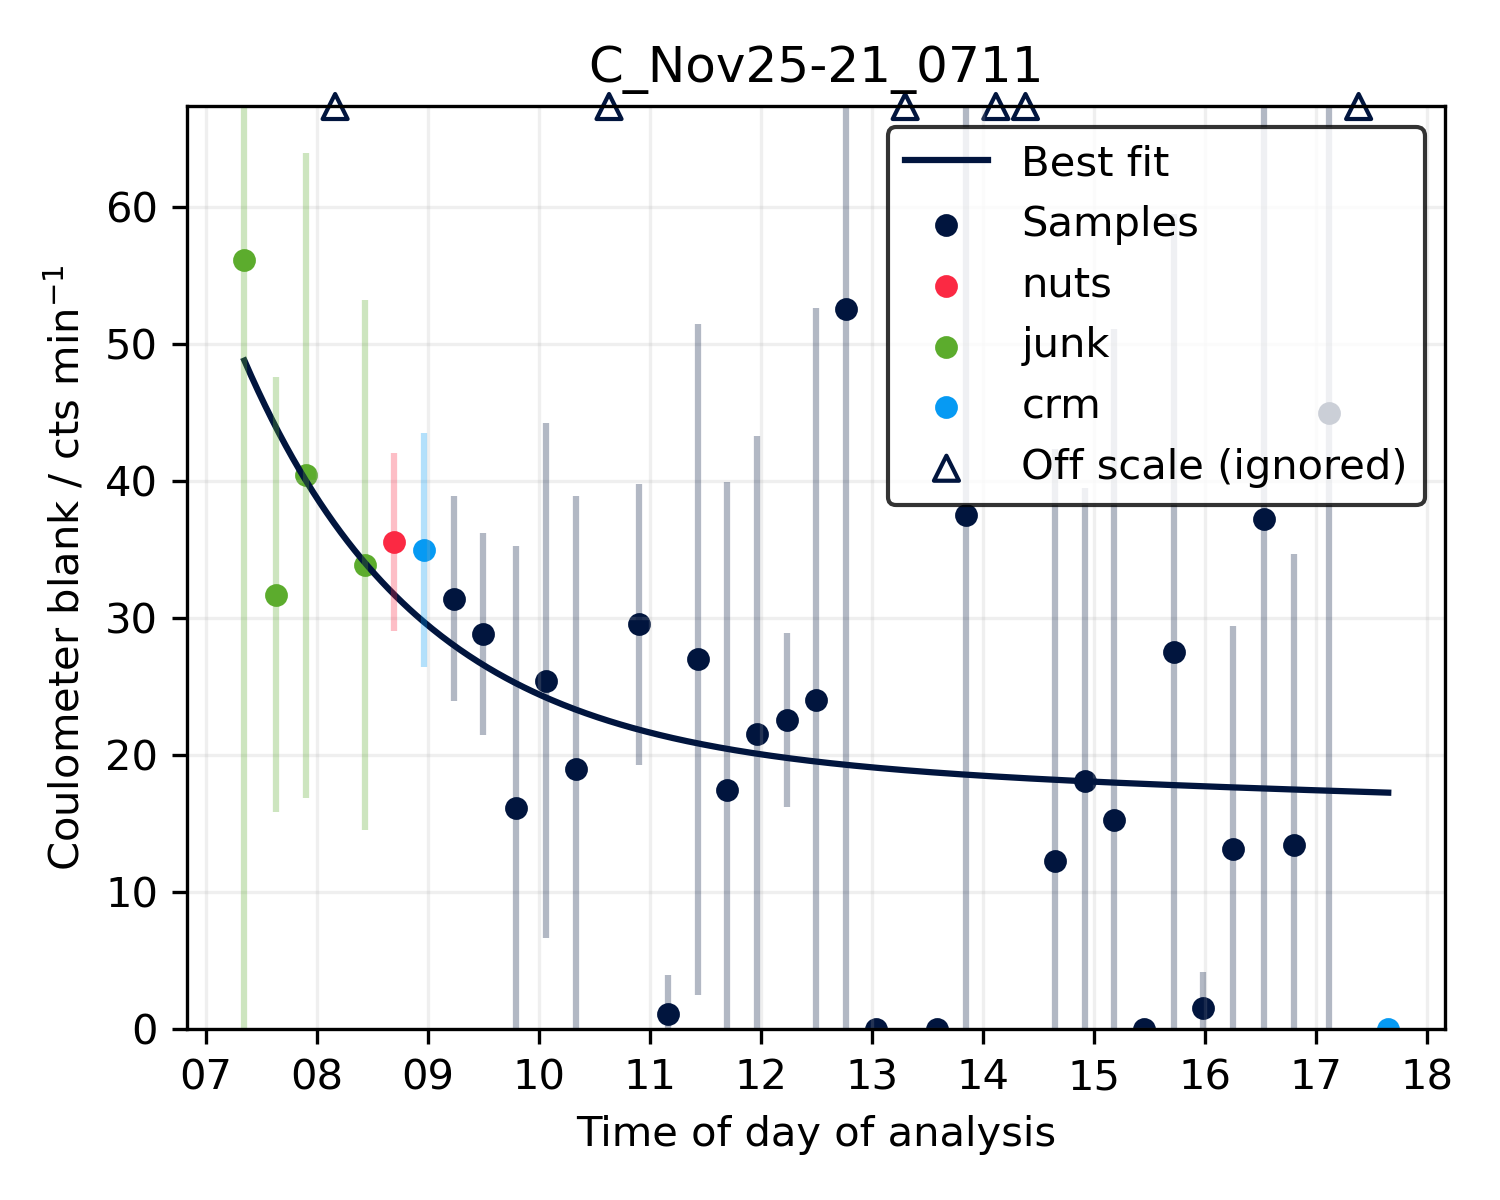 C_Nov25-21_0711
Coulometer blank / cts min⁻¹
60
50
40
30
20
10
0
Best fit
Samples
nuts
junk
crm
Off scale (ignored)
07 08 09 10 11 12 13 14 15 16 17 18
Time of day of analysis